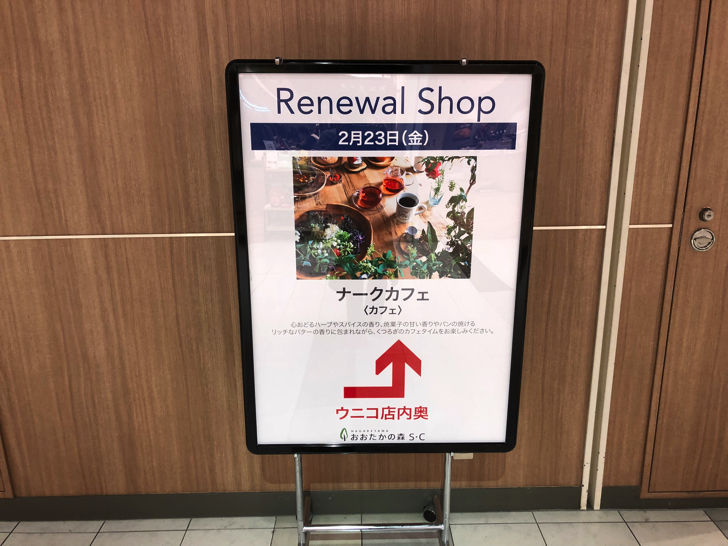 Renewal Shop
2月23日(金)
ナークカフェ
〈カフェ〉
心おどるハーブやスパイスの香り、焼菓子の甘い香りやパンの焼ける
リッチなバターの香りに包まれながら、くつろぎのカフェタイムをお楽しみください。
ウニコ店内奥
NAGAREYAMA
おおたかの森 S・C